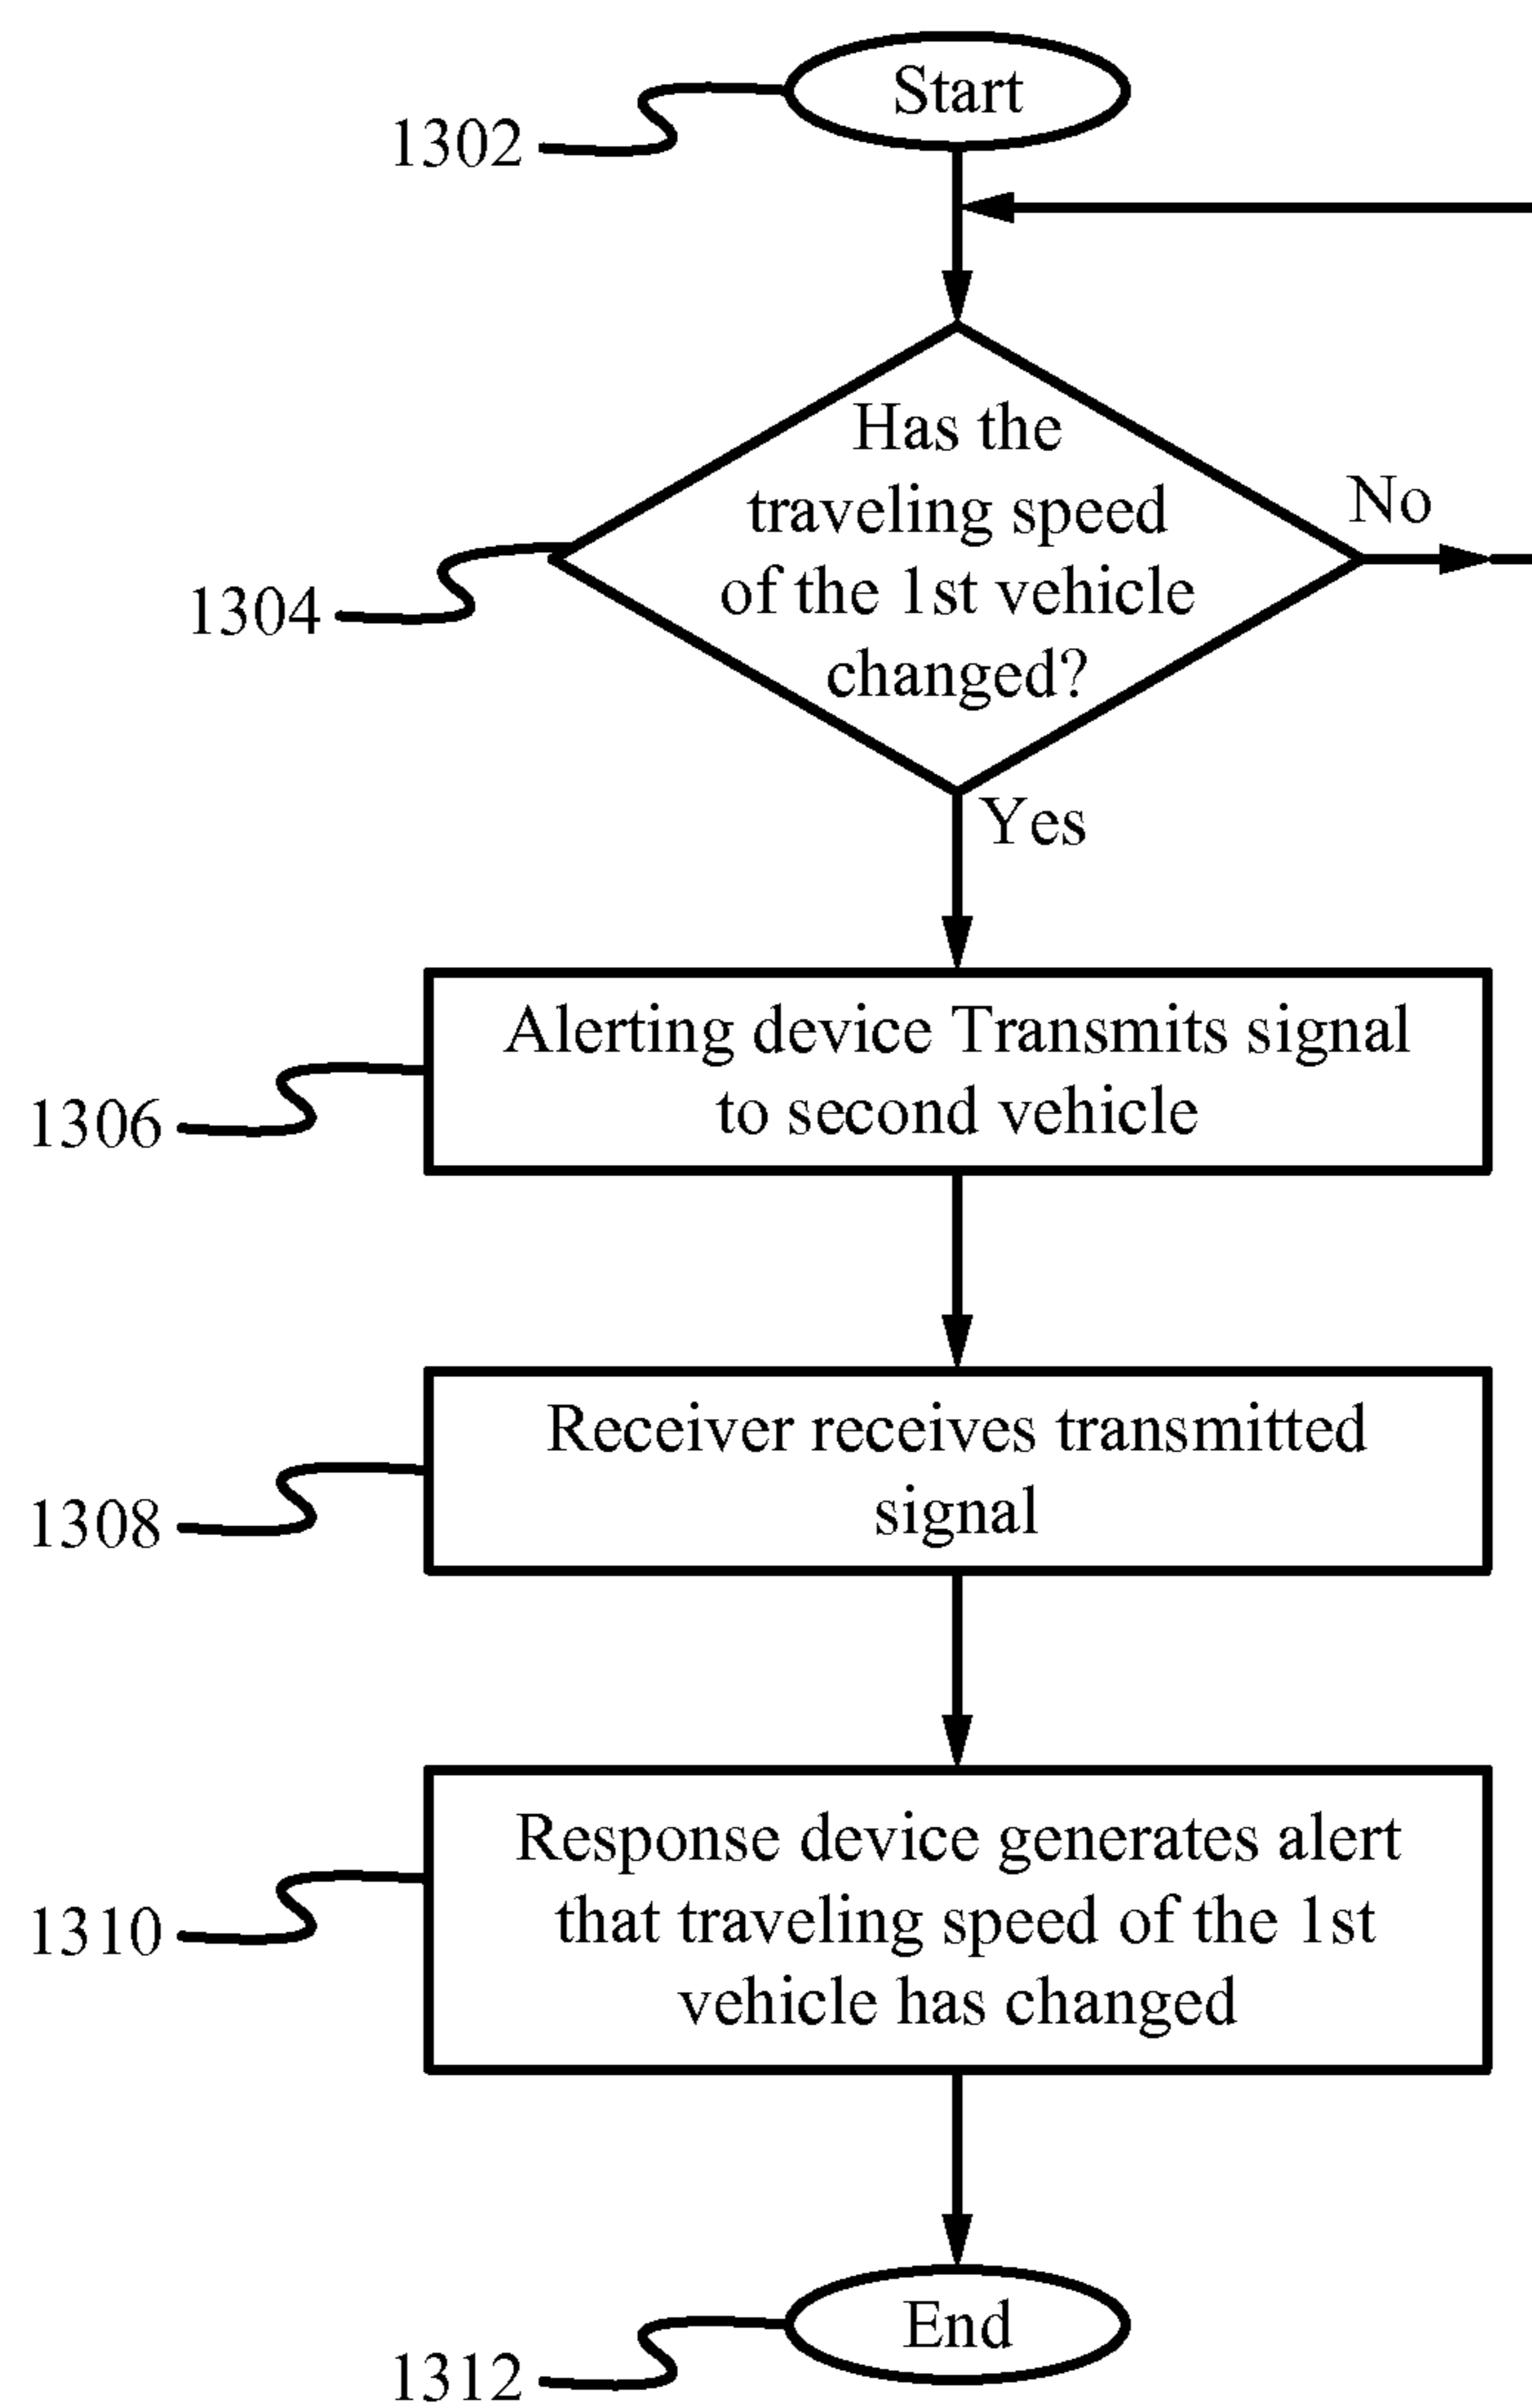 Start
1302
Has the
traveling speed
of the 1st vehicle
changed?
No
1304
Yes
Alerting device Transmits signal
to second vehicle
1306
Receiver receives transmitted
signal
1308
Response device generates alert
that traveling speed of the 1st
vehicle has changed
1310
End
1312